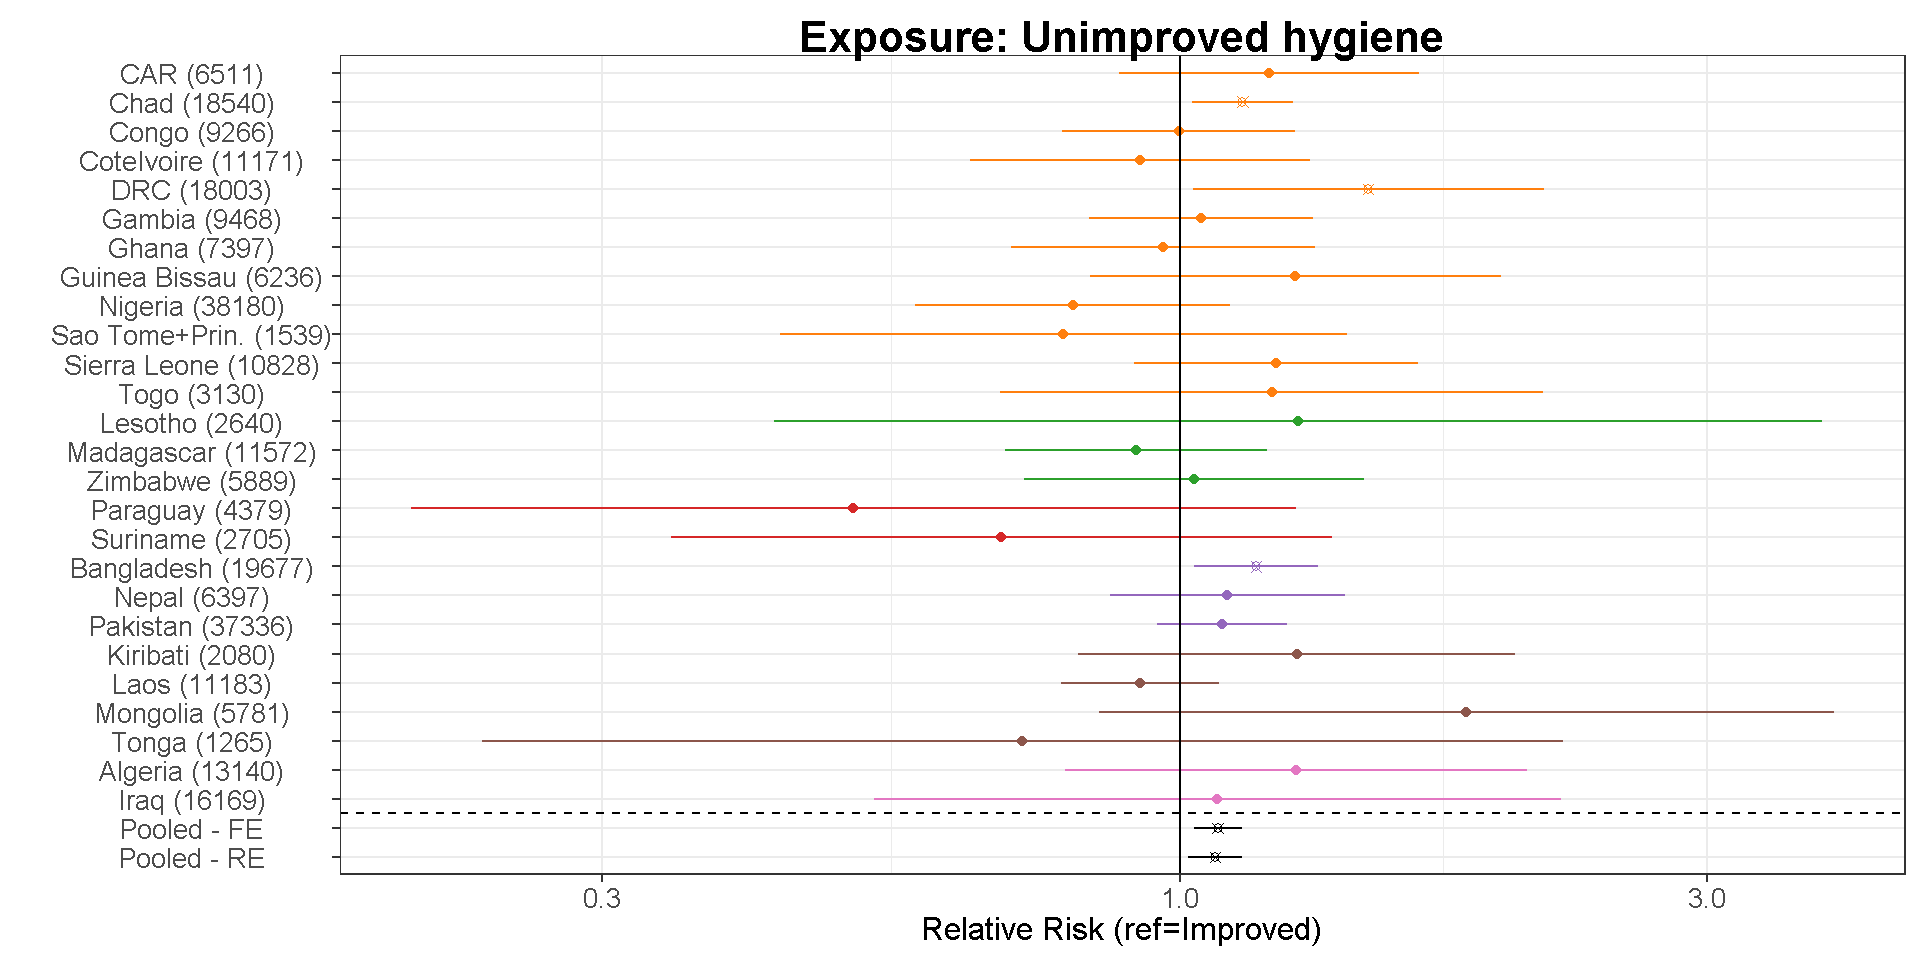 Exposure: Unimproved hygiene
CAR (6511)
Chad (18540)
Congo (9266)
CoteIvoire (11171)
DRC (18003)
Gambia (9468)
Ghana (7397)
Guinea Bissau (6236)
Nigeria (38180)
Sao Tome+Prin. (1539)
Sierra Leone (10828)
Togo (3130)
Lesotho (2640)
Madagascar (11572)
Zimbabwe (5889)
Paraguay (4379)
Suriname (2705)
Bangladesh (19677)
Nepal (6397)
Pakistan (37336)
Kiribati (2080)
Laos (11183)
Mongolia (5781)
Tonga (1265)
Algeria (13140)
Iraq (16169)
Pooled - FE
Pooled - RE
0.3 1.0 3.0
Relative Risk (ref=Improved)